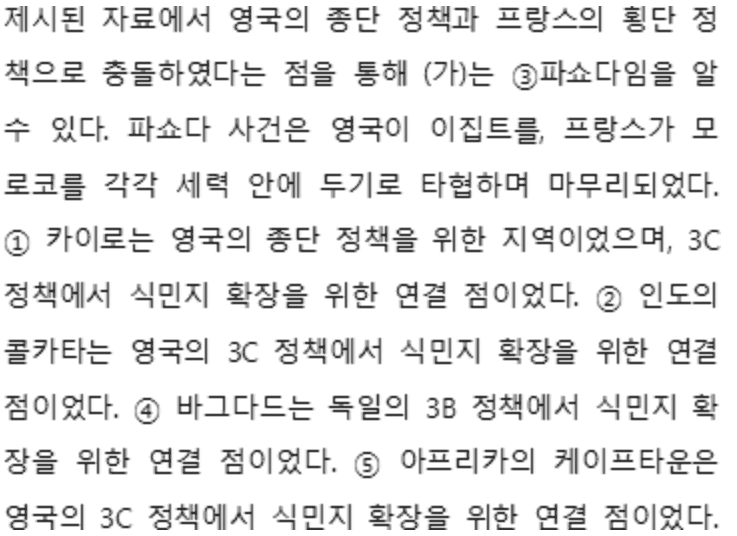 제시된 자료에서 영국의 종단 정책과 프랑스의 횡단 정
책으로 충돌하였다는 점을 통해 (가)는 ③파쇼다임을 알
수 있다. 파쇼다 사건은 영국이 이집트를, 프랑스가 모
로코를 각각 세력 안에 두기로 타협하며 마무리되었다.
① 카이로는 영국의 종단 정책을 위한 지역이었으며, 3C
정책에서 식민지 확장을 위한 연결 점이었다. ② 인도의
콜카타는 영국의 3C 정책에서 식민지 확장을 위한 연결
점이었다. ④ 바그다드는 독일의 3B 정책에서 식민지 확
장을 위한 연결 점이었다. ⑤ 아프리카의 케이프타운은
영국의 3C 정책에서 식민지 확장을 위한 연결 점이었다.